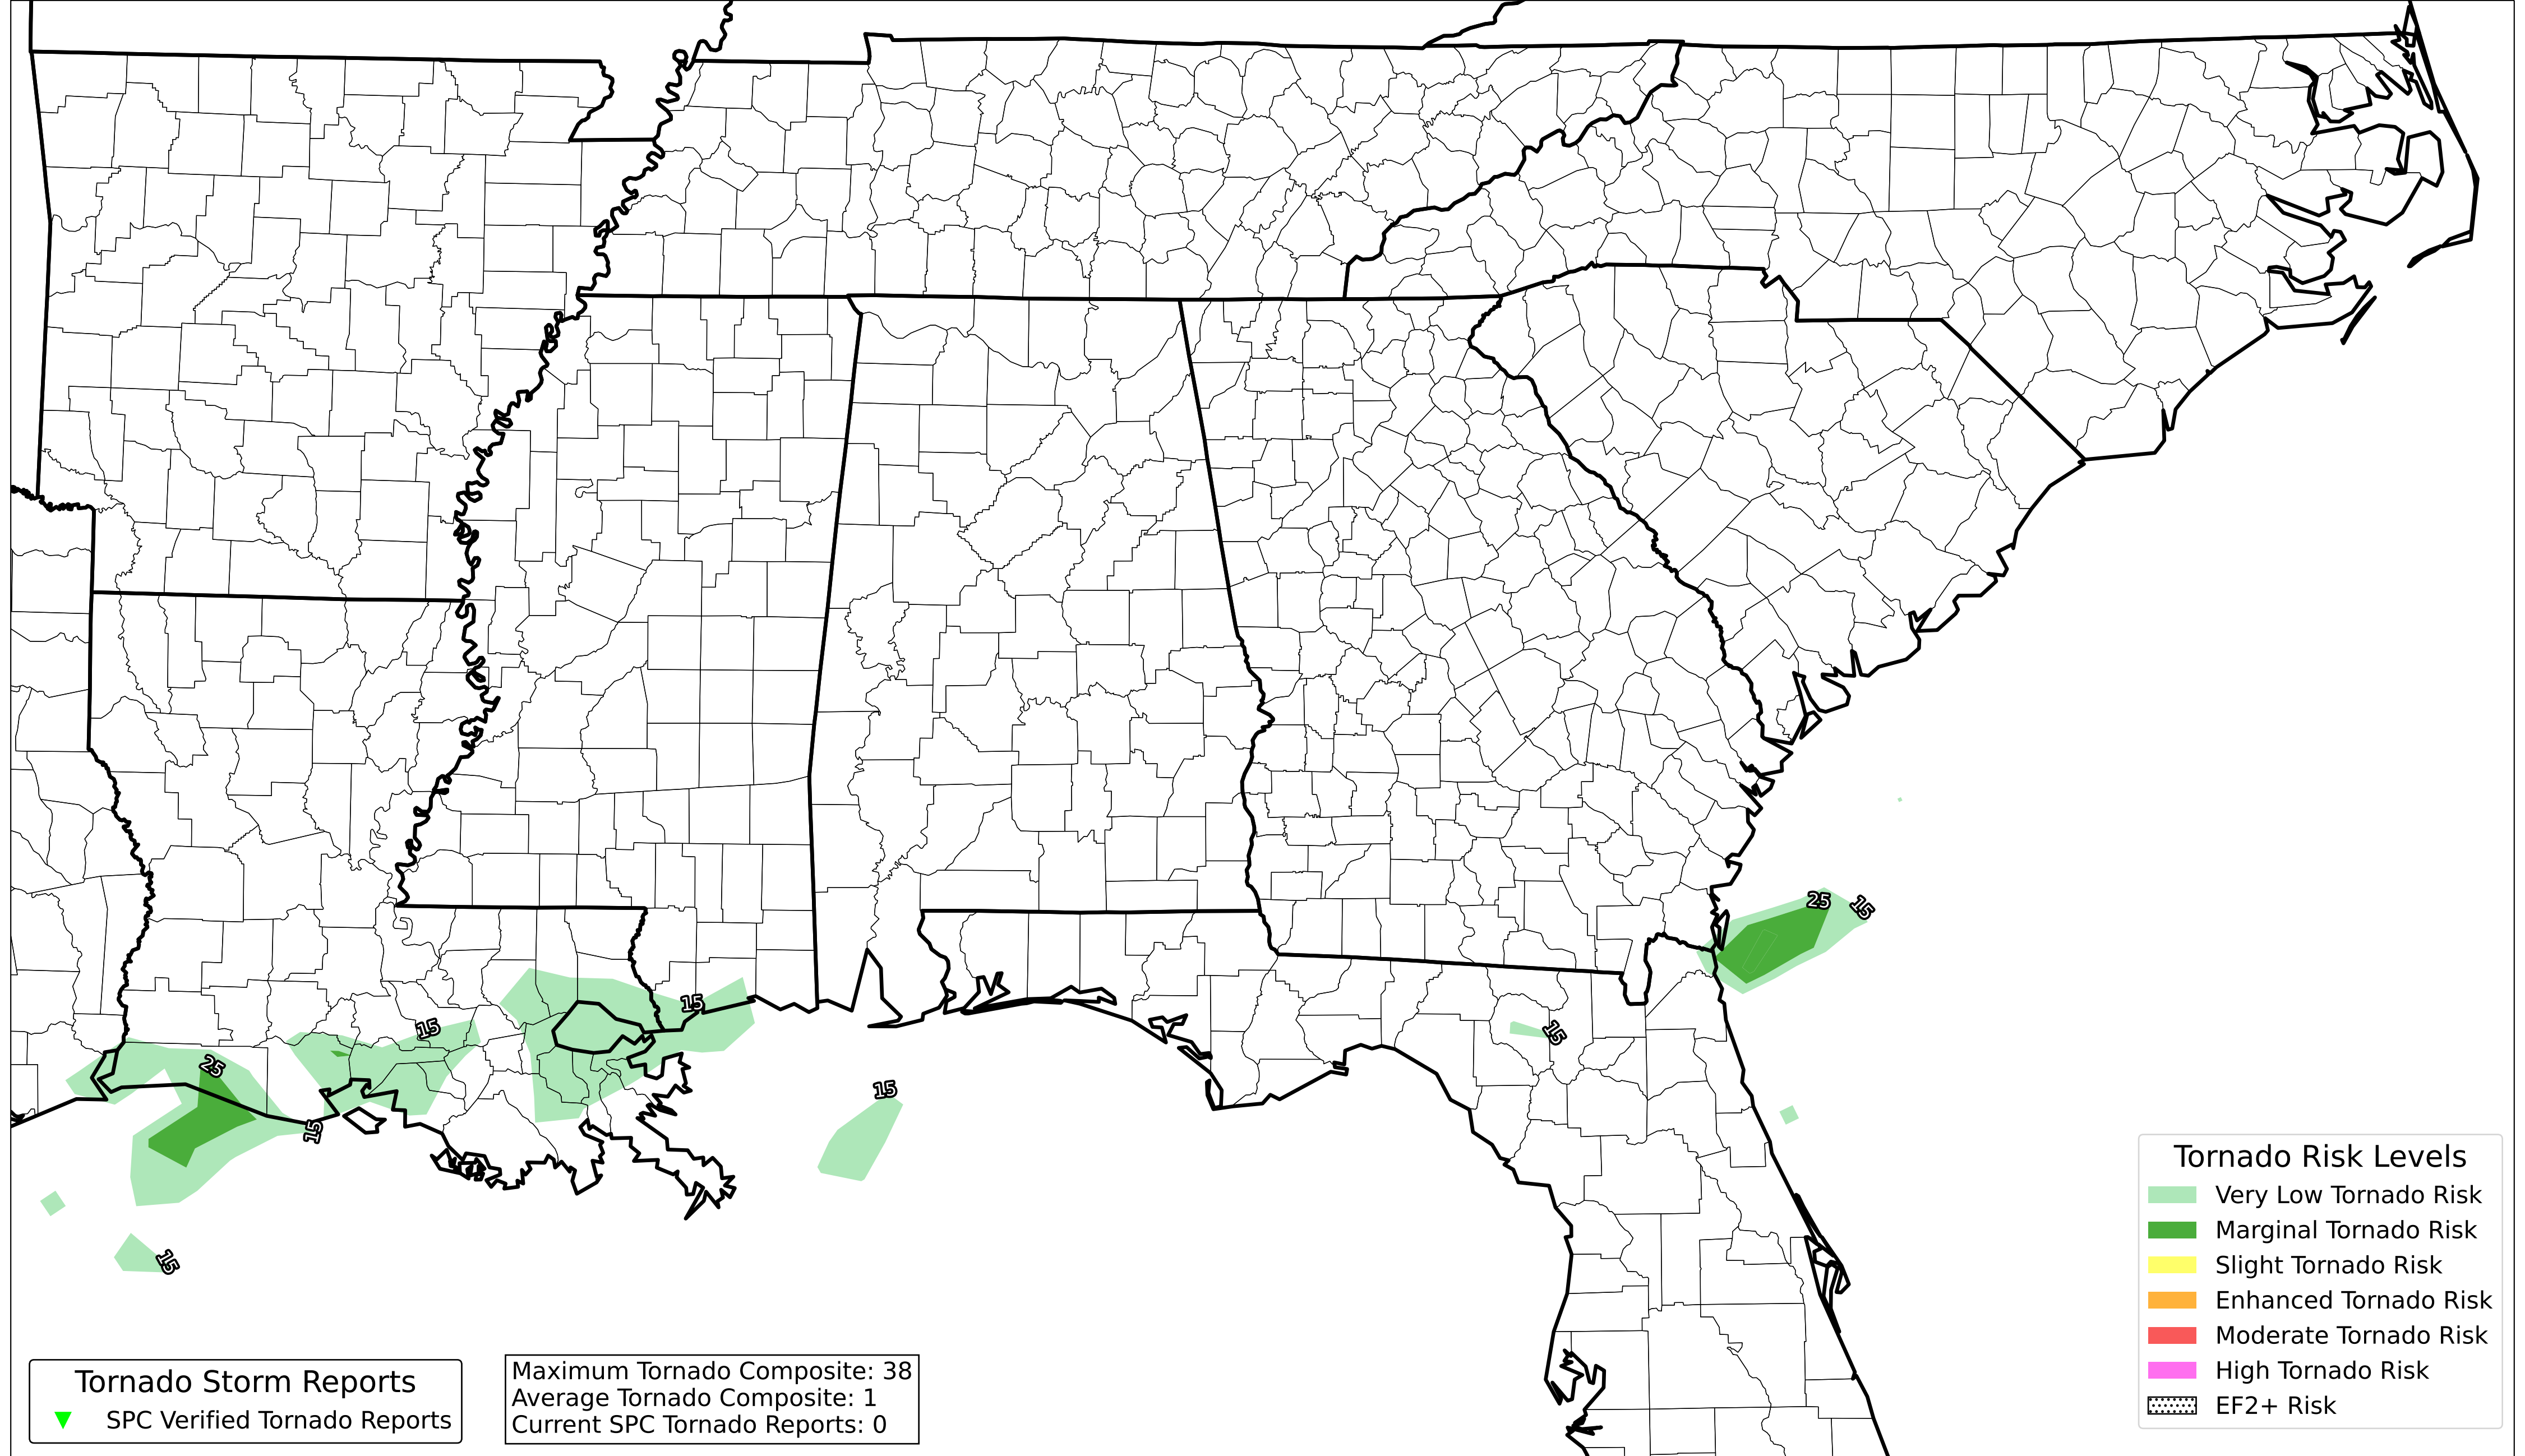 25
15
15
15
15
25
15
15
15
Tornado Risk Levels
Very Low Tornado Risk
Marginal Tornado Risk
Slight Tornado Risk
Enhanced Tornado Risk
Moderate Tornado Risk
High Tornado Risk
EF2+ Risk
Tornado Storm Reports
SPC Verified Tornado Reports
Maximum Tornado Composite: 38
Average Tornado Composite: 1
Current SPC Tornado Reports: 0